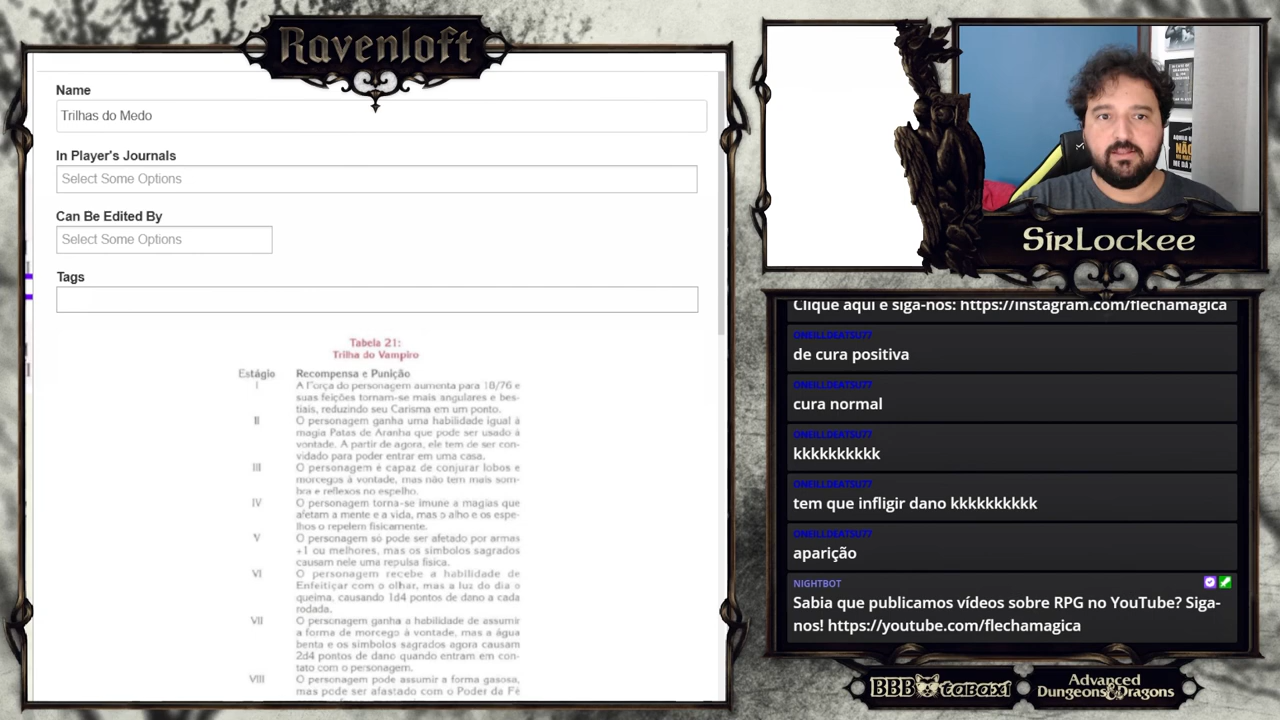 Ravenloft
Name
Trilhas do Medo
In Player's Journals
Select Some Options
Can Be Edited By
Select Some Options
Tags
Tabela 21:
Trilha do Vampiro
Estágio Recompensa e Punição
I A Força do personagem aumenta para 18/76 e
suas feições tornam-se mais angulares e bes-
tiais, reduzindo seu Carisma em um ponto.
II O personagem ganha uma habilidade igual à
magia Patas de Aranha que pode ser usado à
vontade. A partir de agora, ele tem de ser con-
vidado para poder entrar em uma casa.
III O personagem é capaz de conjurar lobos e
morcegos à vontade, mas não tem mais som-
bra e reflexos no espelho.
IV O personagem torna-se imune a magias que
afetam a mente e a vida, mas o alho e os espe-
lhos o repelem fisicamente.
V O personagem só pode ser afetado por armas
+1 ou melhores, mas os símbolos sagrados
causam nele uma repulsa física.
VI O personagem recebe a habilidade de
Enfeitiçar com o olhar, mas a luz do dia o
queima, causando 1d4 pontos de dano a cada
rodada.
VII O personagem ganha a habilidade de assumir
a forma de morcego à vontade, mas a água
benta e os símbolos sagrados agora causam
2d4 pontos de dano quando entram em con-
tato com o personagem.
VIII O personagem pode assumir a forma gasosa,
mas pode ser afastado com o Poder da Fé
SírLockee
Clique aqui e siga-nos: https://instagram.com/flechamagica
ONEILLDEATSU77
de cura positiva
ONEILLDEATSU77
cura normal
ONEILLDEATSU77
kkkkkkkkkk
ONEILLDEATSU77
tem que infligir dano kkkkkkkkkk
ONEILLDEATSU77
aparição
NIGHTBOT
Sabia que publicamos vídeos sobre RPG no YouTube? Siga-
nos! https://youtube.com/flechamagica
BBB tabaxi
Advanced
Dungeons & Dragons